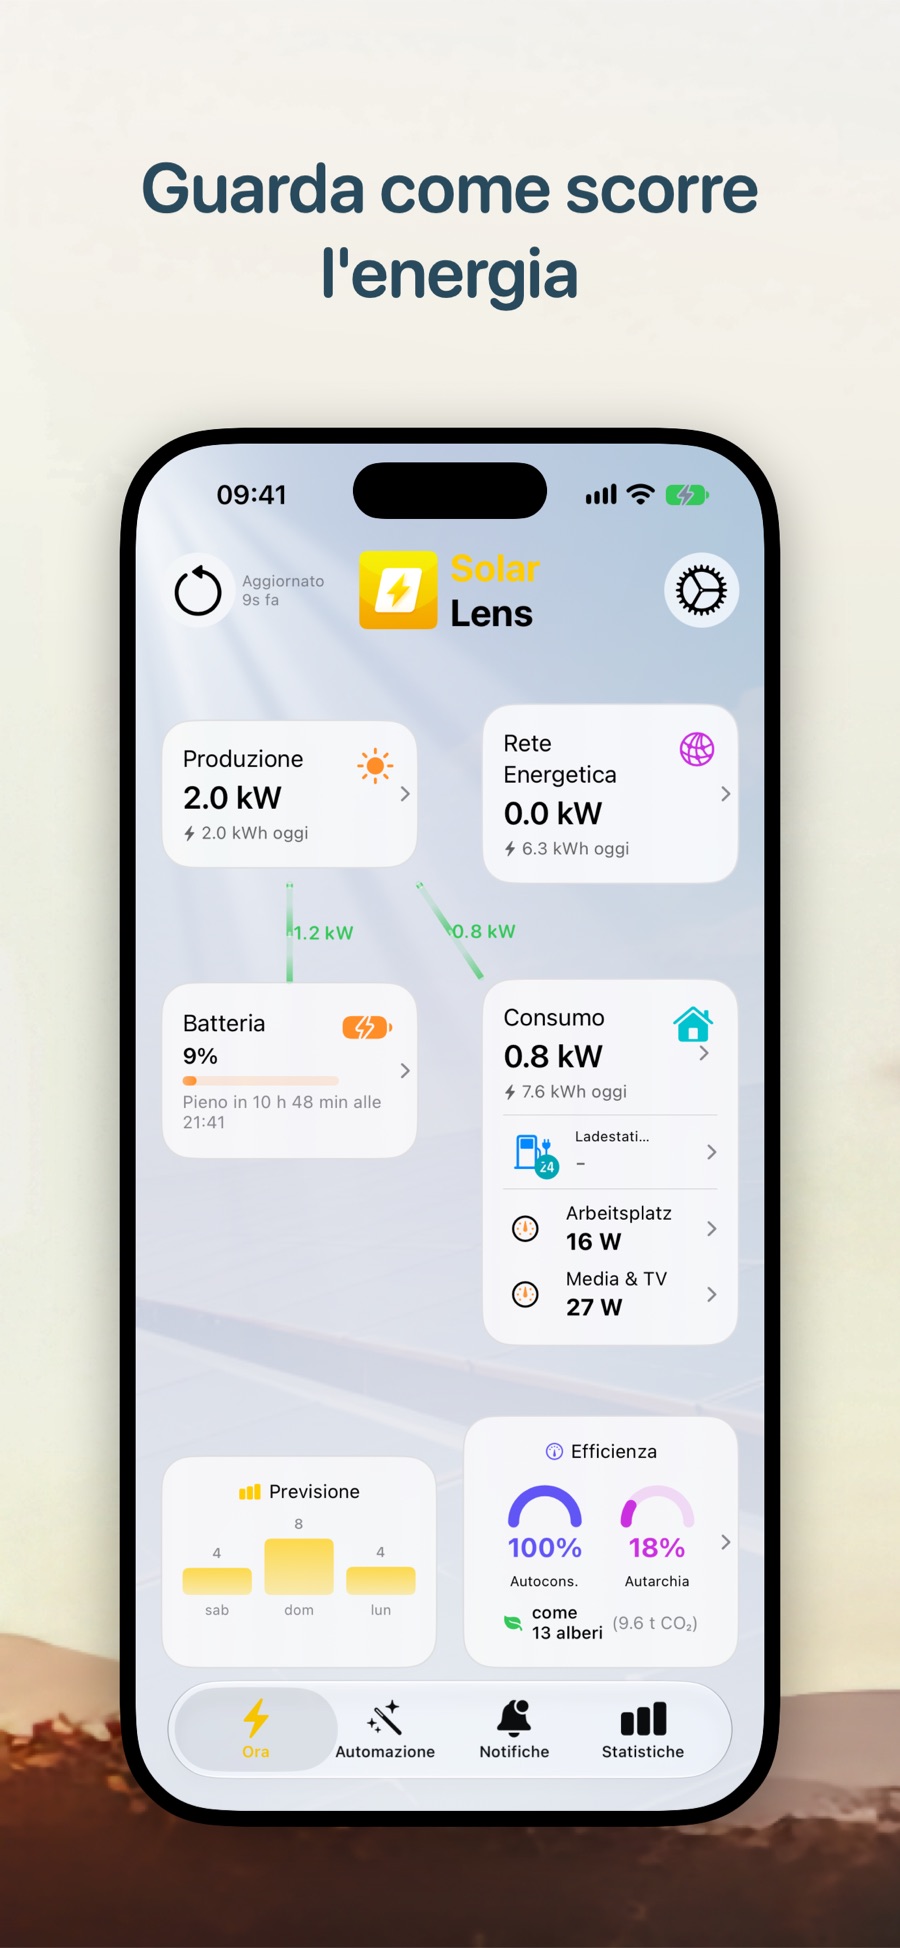 Guarda come scorre
l'energia
09:41
Aggiornato
9s fa
Solar
Lens
Produzione
2.0 kW
2.0 kWh oggi
Rete
Energetica
0.0 kW
6.3 kWh oggi
1.2 kW
0.8 kW
Batteria
9%
Pieno in 10 h 48 min alle
21:41
Consumo
0.8 kW
7.6 kWh oggi
Ladestati...
24
-
Arbeitsplatz
16 W
Media & TV
27 W
Previsione
4
8
4
sab
dom
lun
Efficienza
100%
18%
Autocons.
Autarchia
come
13 alberi
(9.6 t CO₂)
Ora
Automazione
Notifiche
Statistiche